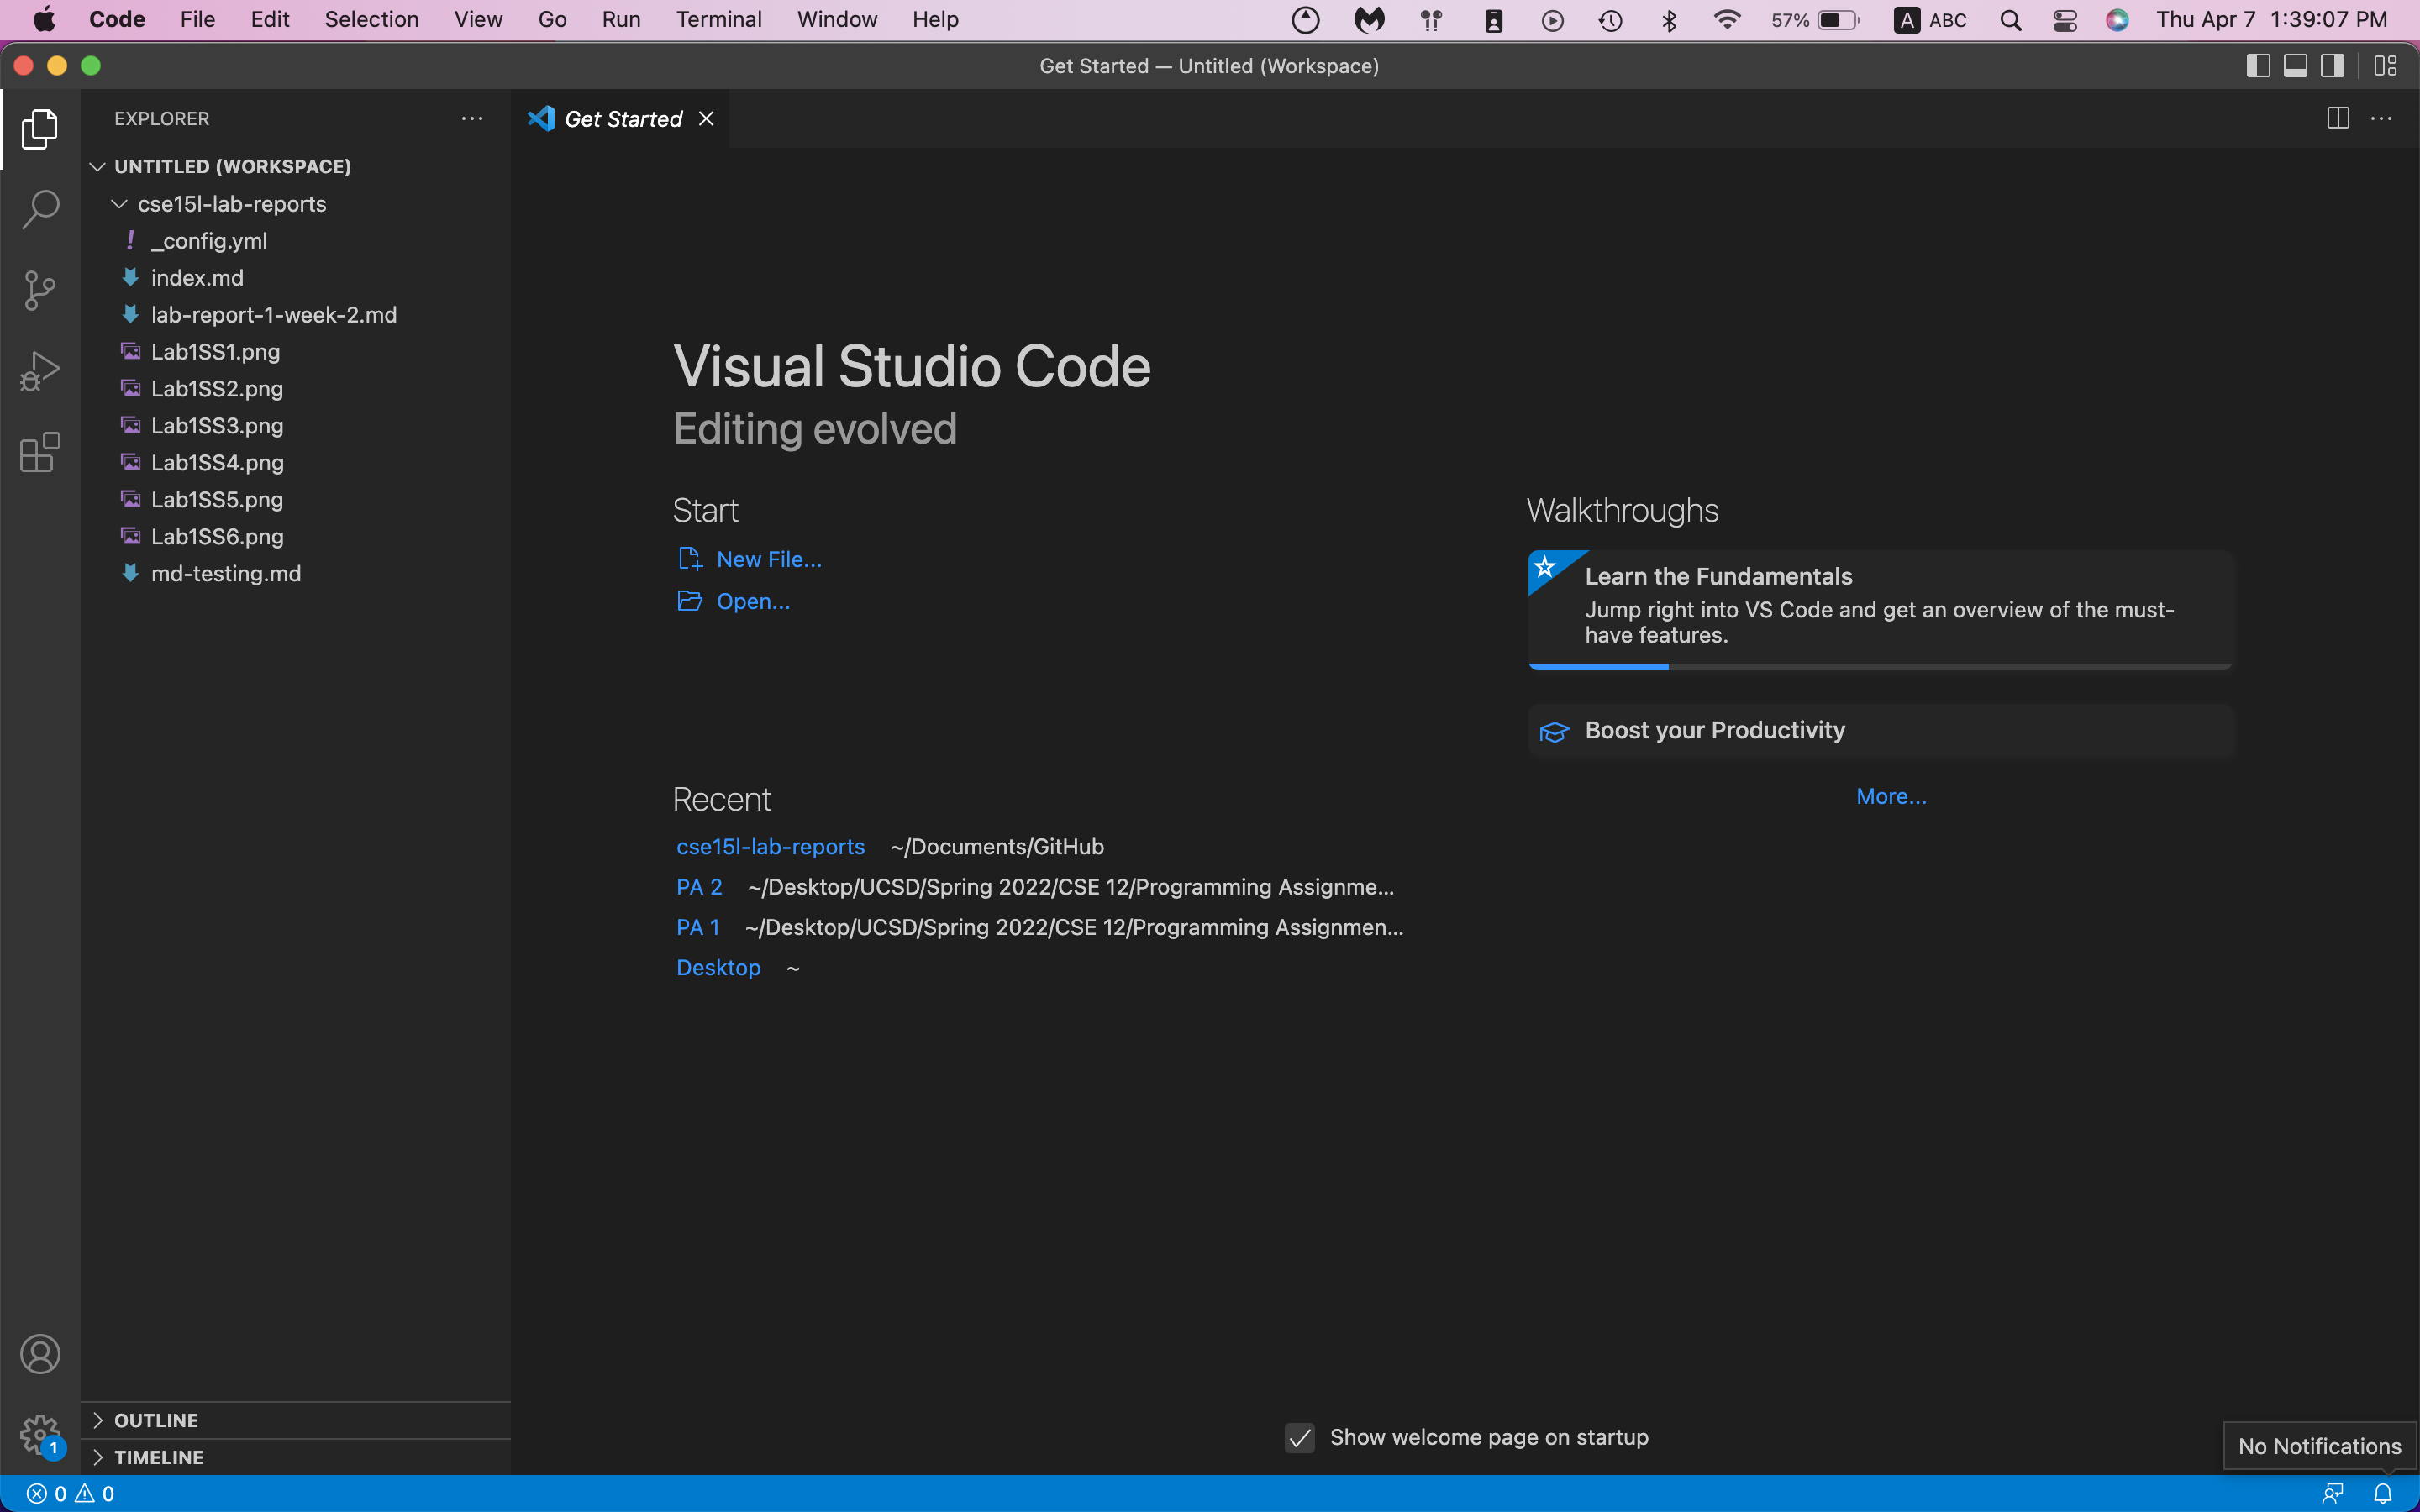 Code File Edit Selection View Go Run Terminal Window Help 57% A ABC Thu Apr 7 1:39:07 PM
Get Started — Untitled (Workspace)
EXPLORER
Get Started
UNTITLED (WORKSPACE)
cse15l-lab-reports
! _config.yml
index.md
lab-report-1-week-2.md
Lab1SS1.png
Lab1SS2.png
Lab1SS3.png
Lab1SS4.png
Lab1SS5.png
Lab1SS6.png
md-testing.md
OUTLINE
TIMELINE
Visual Studio Code
Editing evolved
Start
New File...
Open...
Recent
cse15l-lab-reports ~/Documents/GitHub
PA 2 ~/Desktop/UCSD/Spring 2022/CSE 12/Programming Assignme...
PA 1 ~/Desktop/UCSD/Spring 2022/CSE 12/Programming Assignmen...
Desktop ~
Walkthroughs
Learn the Fundamentals
Jump right into VS Code and get an overview of the must-
have features.
Boost your Productivity
More...
Show welcome page on startup
No Notifications
1
0 0